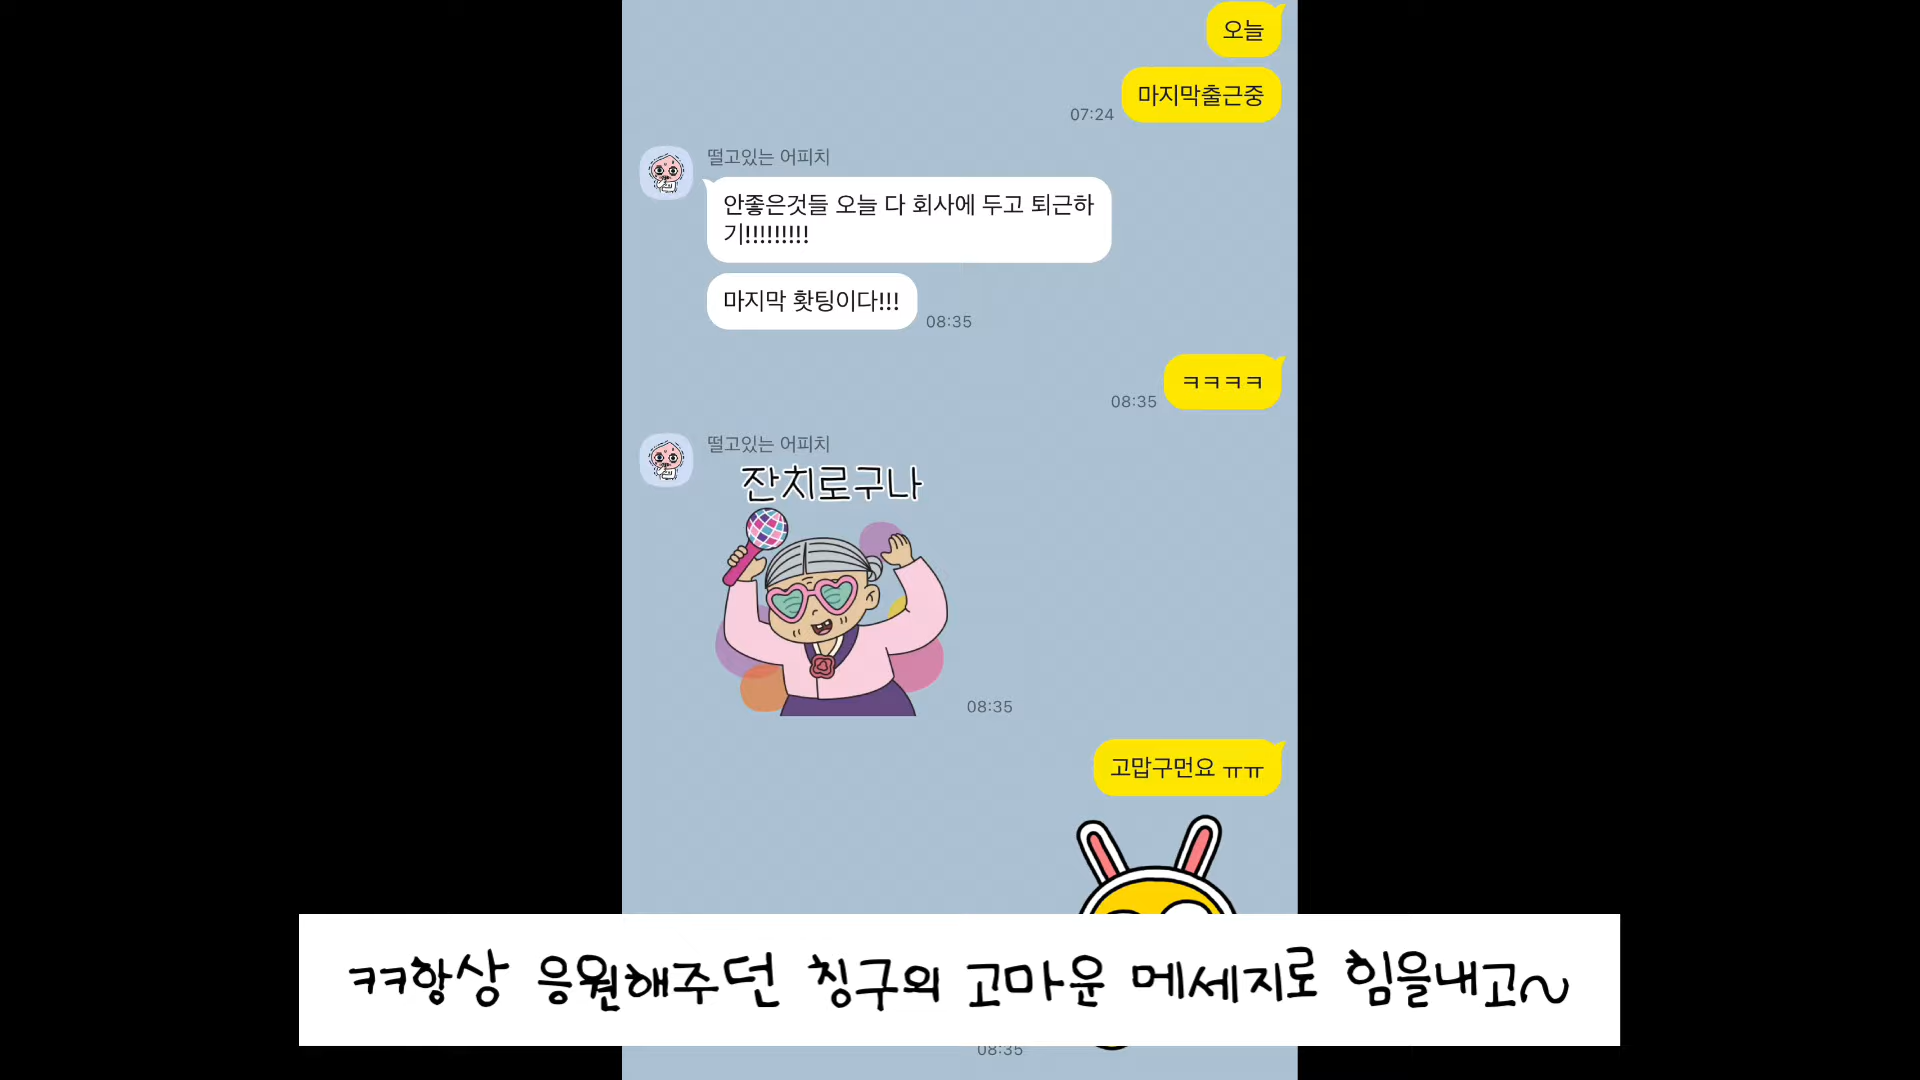 오늘
마지막출근중
07:24
떨고있는 어피치
안좋은것들 오늘 다 회사에 두고 퇴근하
기!!!!!!!!!
마지막 홧팅이다!!!
08:35
ㅋㅋㅋㅋ
08:35
떨고있는 어피치
잔치로구나
08:35
고맙구먼요 ㅠㅠ
ㅋㅋ항상 응원해주던 칭구의 고마운 메세지로 힘을내고~
08:35